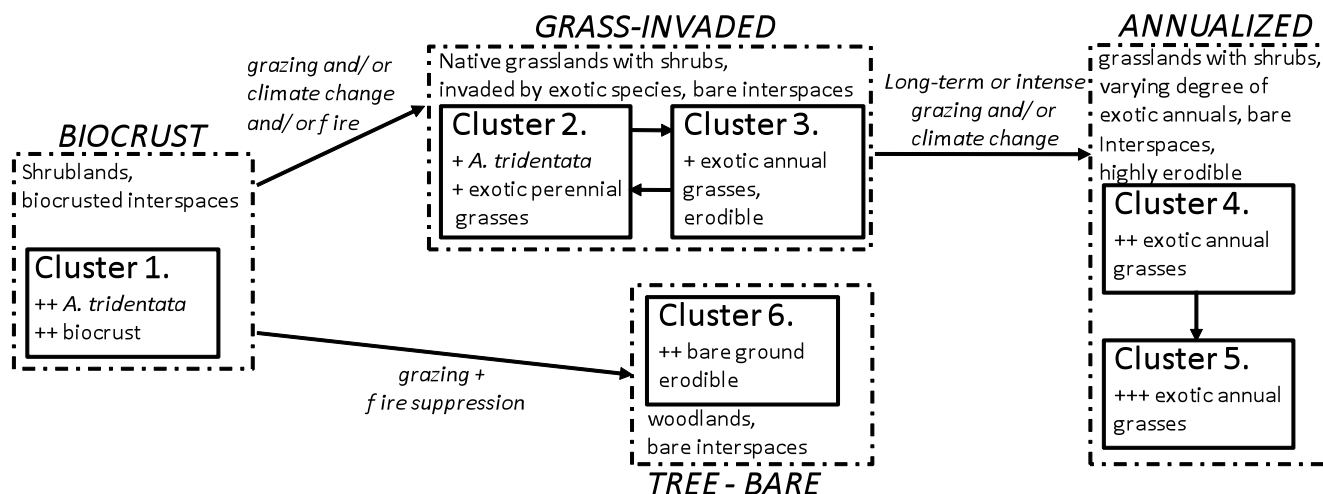 BIOCRUST
Shrublands,
biocrusted interspaces
Cluster 1.
++ A. tridentata
++ biocrust
grazing and/ or
climate change
and/ or fire
grazing +
fire suppression
GRASS-INVADED
Native grasslands with shrubs,
invaded by exotic species, bare interspaces
Cluster 2.
+ A. tridentata
+ exotic perennial
grasses
Cluster 3.
+ exotic annual
grasses,
erodible
Cluster 6.
++ bare ground
erodible
woodlands,
bare interspaces
TREE - BARE
Long-term or intense
grazing and/ or
climate change
ANNUALIZED
grasslands with shrubs,
varying degree of
exotic annuals, bare
Interspaces,
highly erodible
Cluster 4.
++ exotic annual
grasses
Cluster 5.
+++ exotic annual
grasses